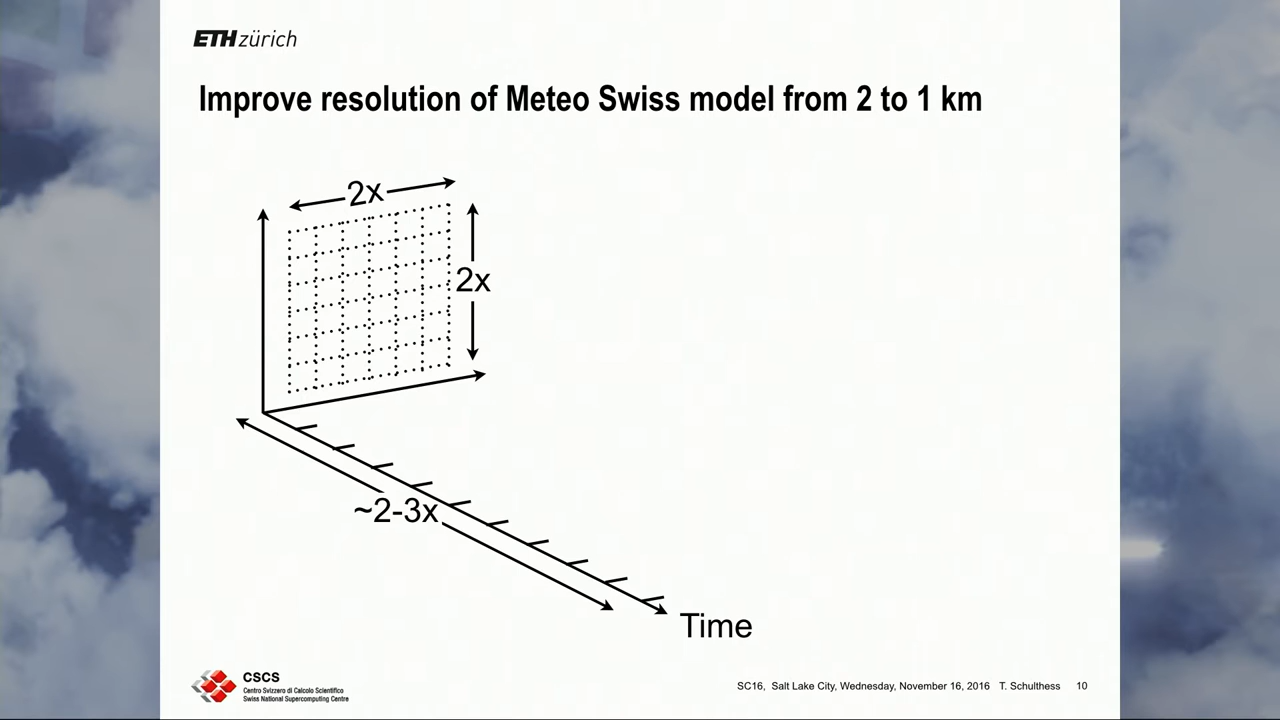 ETH zürich
Improve resolution of Meteo Swiss model from 2 to 1 km
2x
2x
~2-3x
Time
CSCS
Centro Svizzero di Calcolo Scientifico
Swiss National Supercomputing Centre
SC16, Salt Lake City, Wednesday, November 16, 2016 T. Schulthess 10